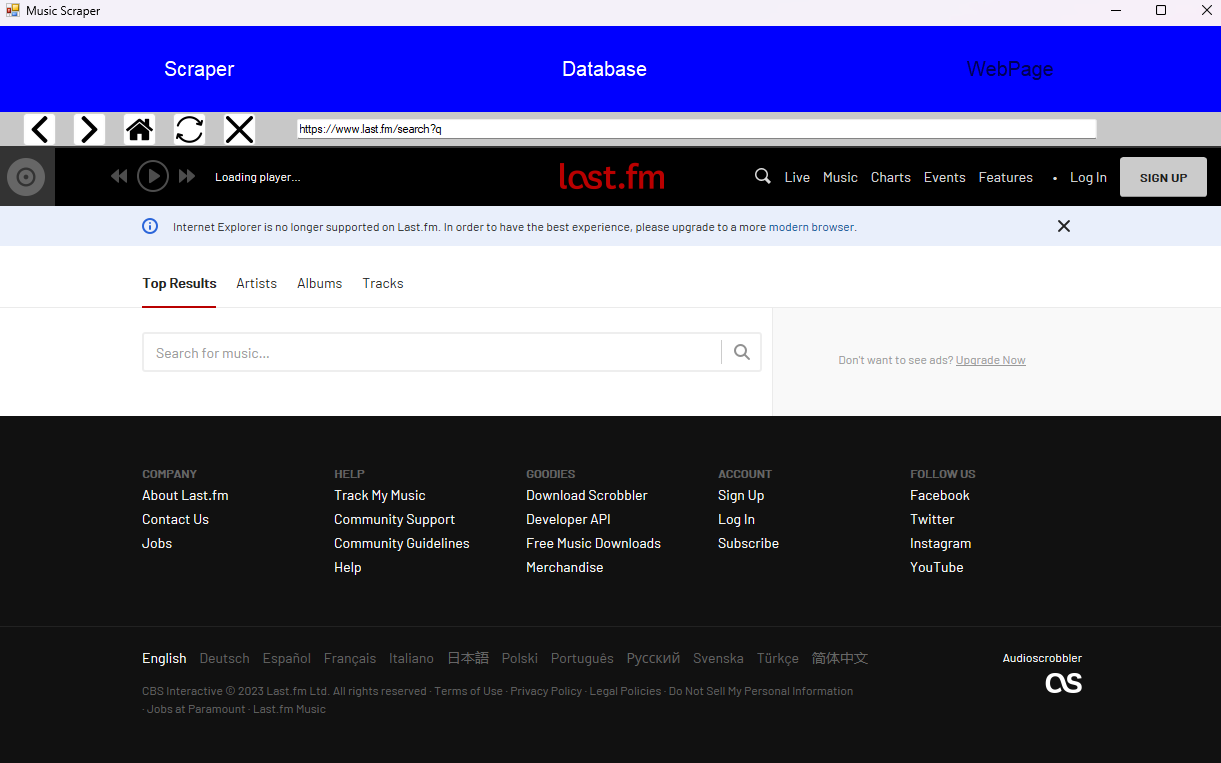 Music Scraper
Scraper Database WebPage
https://www.last.fm/search?q
Loading player... last.fm Live Music Charts Events Features • Log In SIGN UP
Internet Explorer is no longer supported on Last.fm. In order to have the best experience, please upgrade to a more modern browser.
Top Results Artists Albums Tracks
Search for music...
Don't want to see ads? Upgrade Now
COMPANY HELP GOODIES ACCOUNT FOLLOW US
About Last.fm Track My Music Download Scrobbler Sign Up Facebook
Contact Us Community Support Developer API Log In Twitter
Jobs Community Guidelines Free Music Downloads Subscribe Instagram
Help Merchandise YouTube
English Deutsch Español Français Italiano 日本語 Polski Português Русский Svenska Türkçe 简体中文 Audioscrobbler
CBS Interactive © 2023 Last.fm Ltd. All rights reserved · Terms of Use · Privacy Policy · Legal Policies · Do Not Sell My Personal Information
· Jobs at Paramount · Last.fm Music